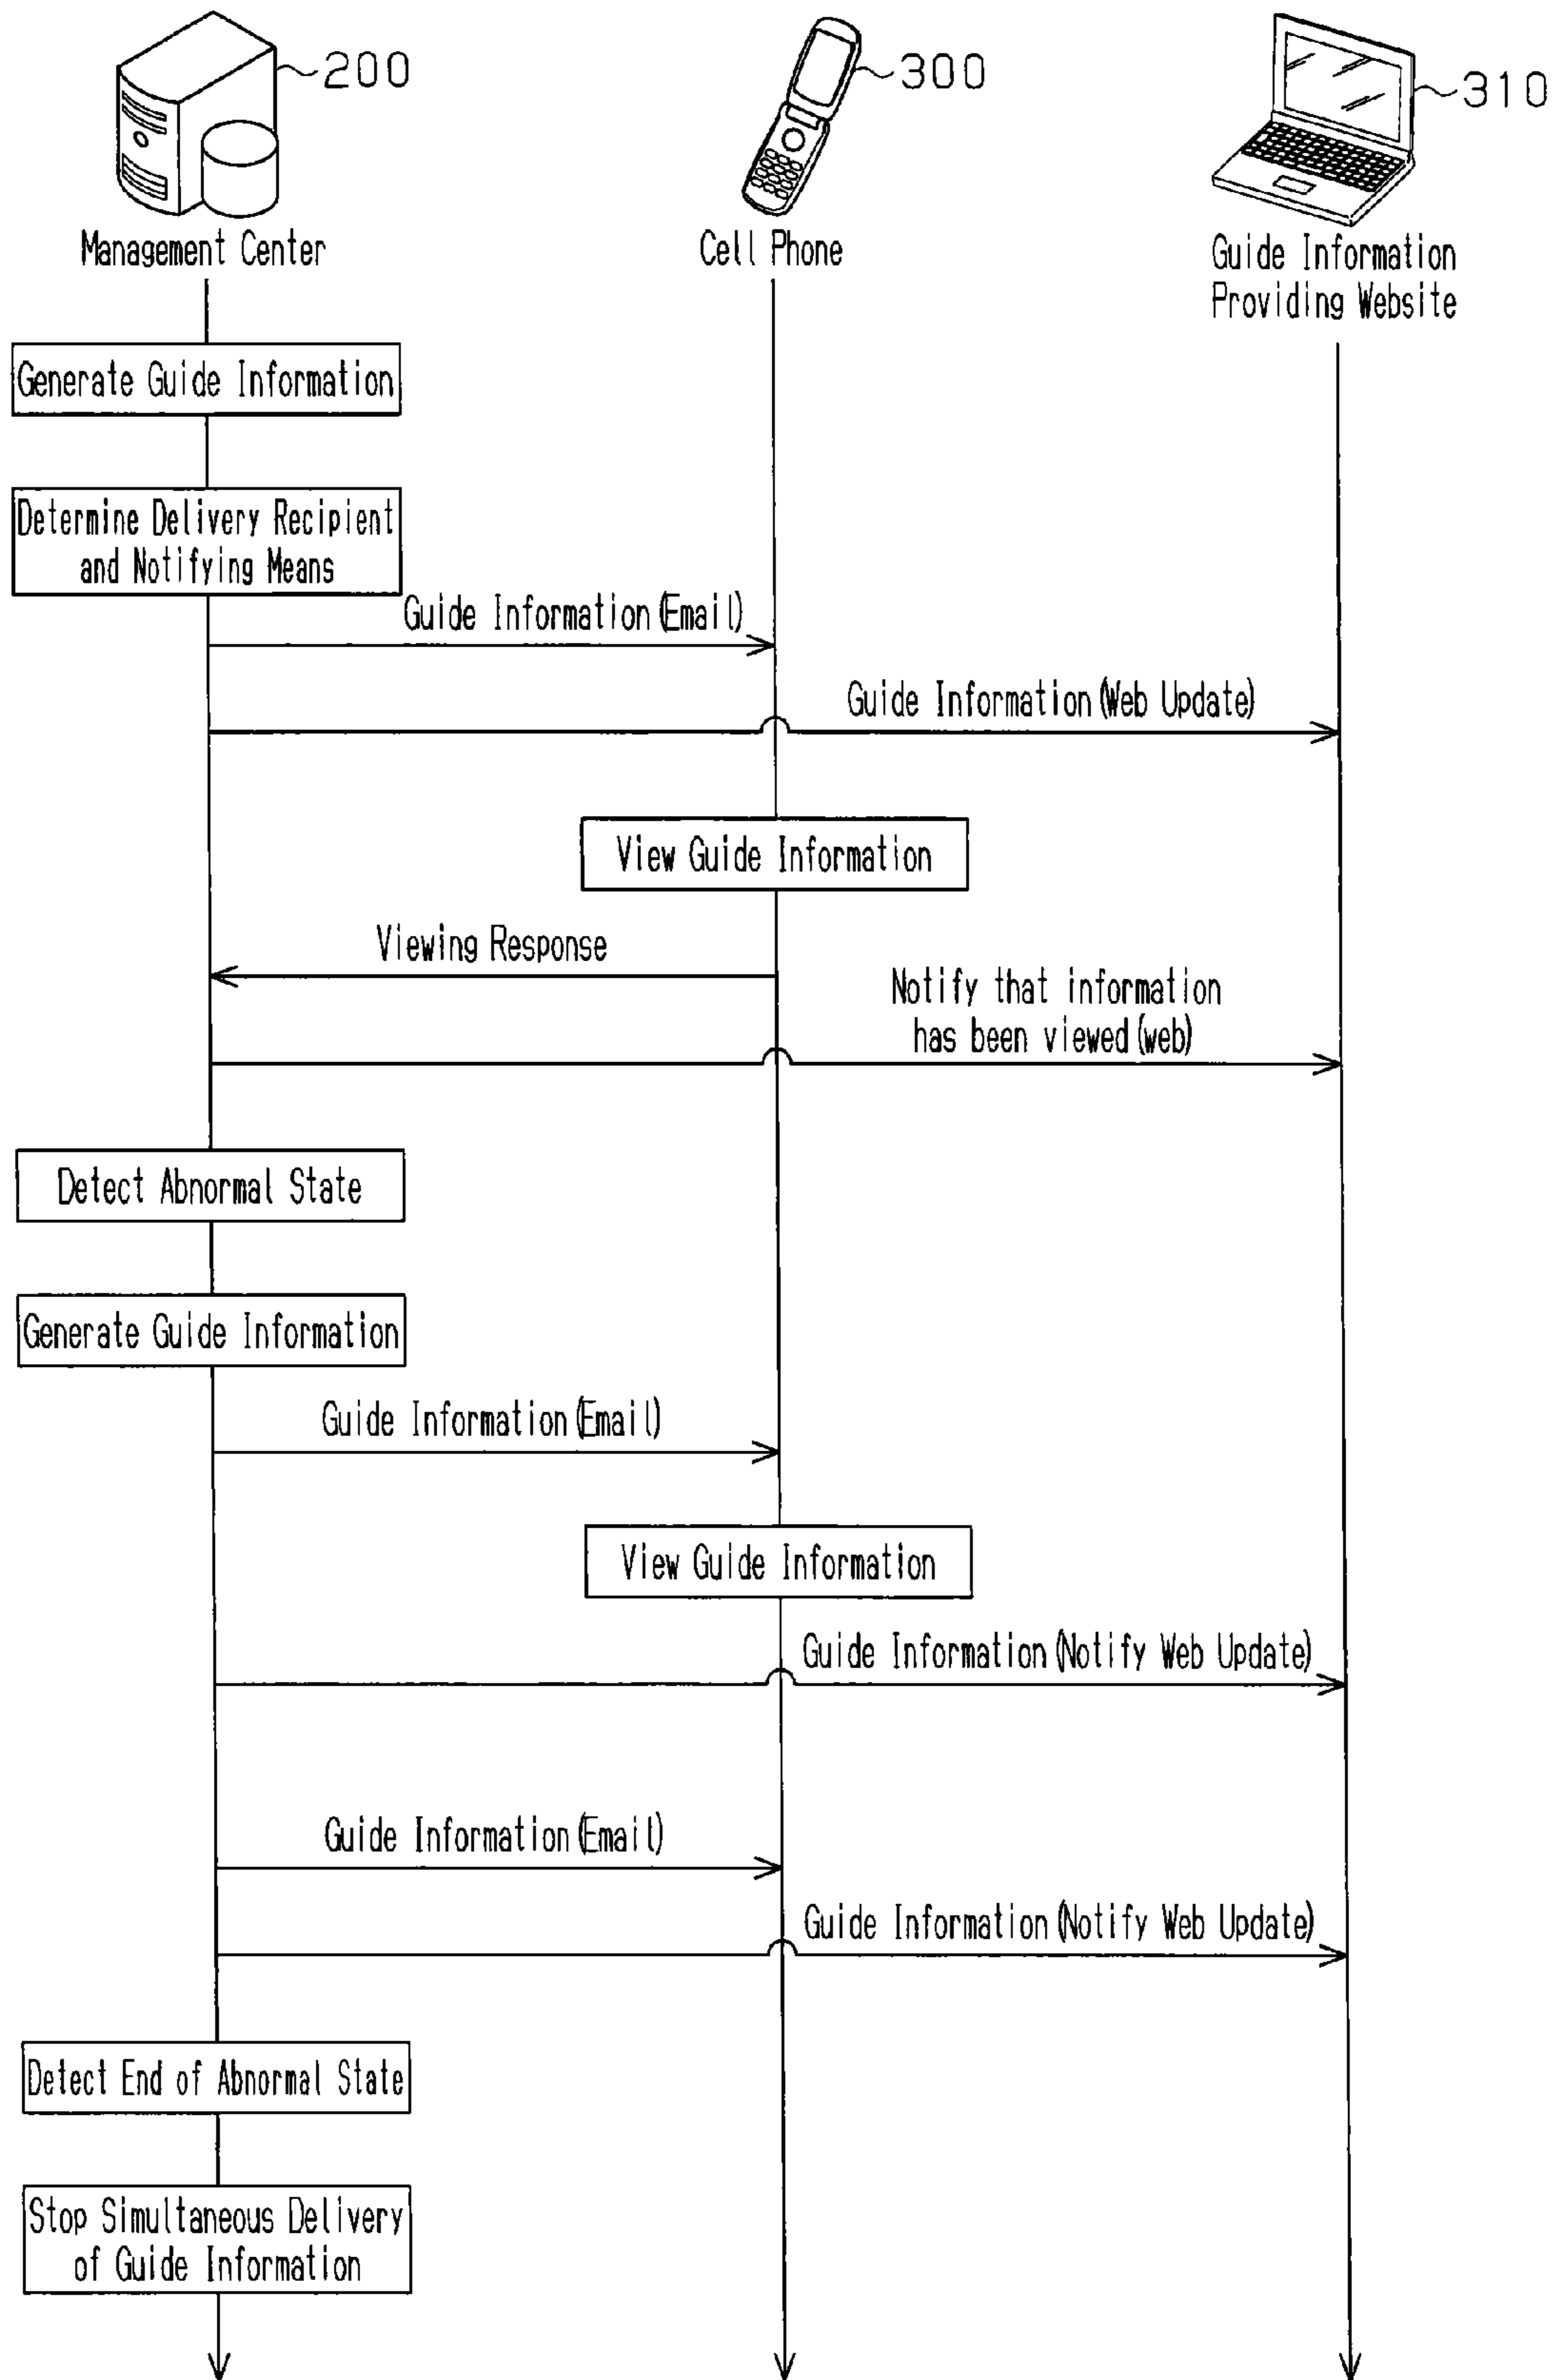 200
300
310
Management Center
Cell Phone
Guide Information
Providing Website
Generate Guide Information
Determine Delivery Recipient
and Notifying Means
Guide Information (Email)
Guide Information (Web Update)
View Guide Information
Viewing Response
Notify that information
has been viewed (web)
Detect Abnormal State
Generate Guide Information
Guide Information (Email)
View Guide Information
Guide Information (Notify Web Update)
Guide Information (Email)
Guide Information (Notify Web Update)
Detect End of Abnormal State
Stop Simultaneous Delivery
of Guide Information